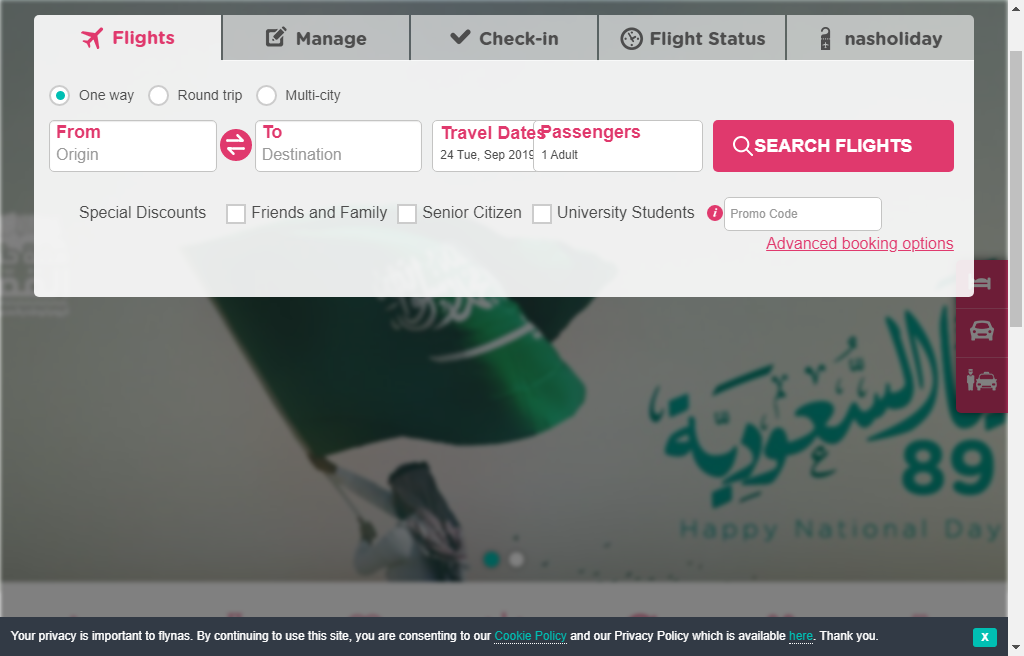 Flights
Manage
Check-in
Flight Status
nasholiday
One way
Round trip
Multi-city
From
Origin
To
Destination
Travel Dates
24 Tue, Sep 2019
Passengers
1 Adult
SEARCH FLIGHTS
Special Discounts
Friends and Family
Senior Citizen
University Students
i
Promo Code
Advanced booking options
السعودية
89
Happy National Day
Your privacy is important to flynas. By continuing to use this site, you are consenting to our Cookie Policy and our Privacy Policy which is available here. Thank you.
x